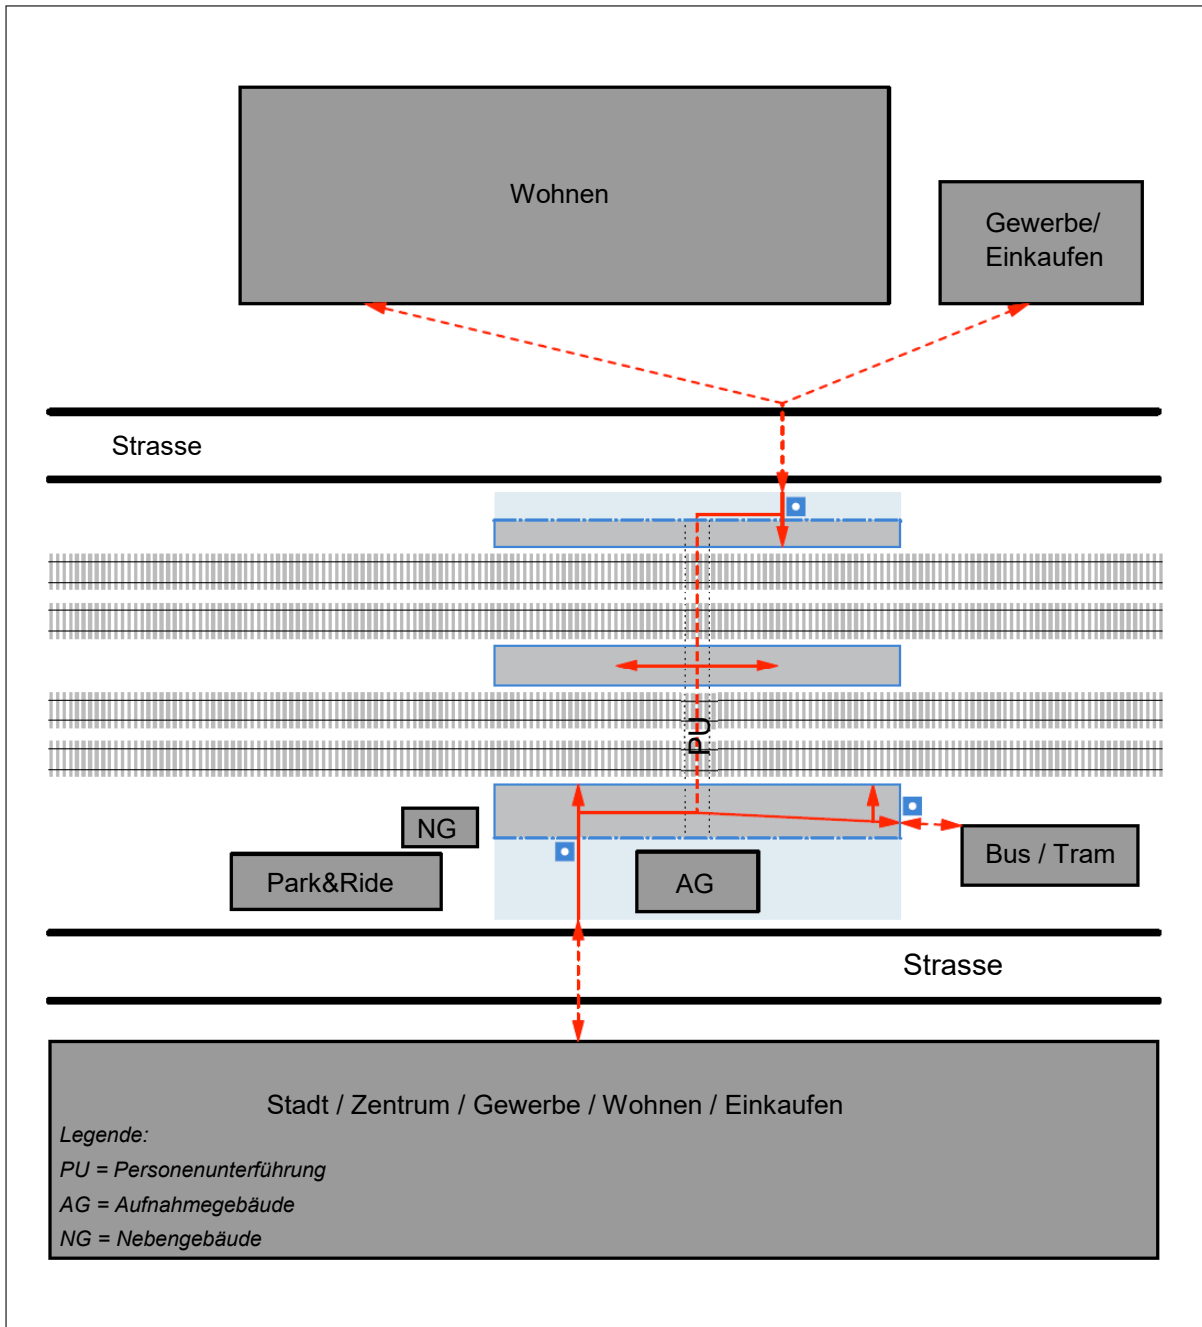 Wohnen
Gewerbe/
Einkaufen
Strasse
PU
NG
Park&Ride
AG
Bus / Tram
Strasse
Stadt / Zentrum / Gewerbe / Wohnen / Einkaufen
Legende:
PU = Personenunterführung
AG = Aufnahmegebäude
NG = Nebengebäude